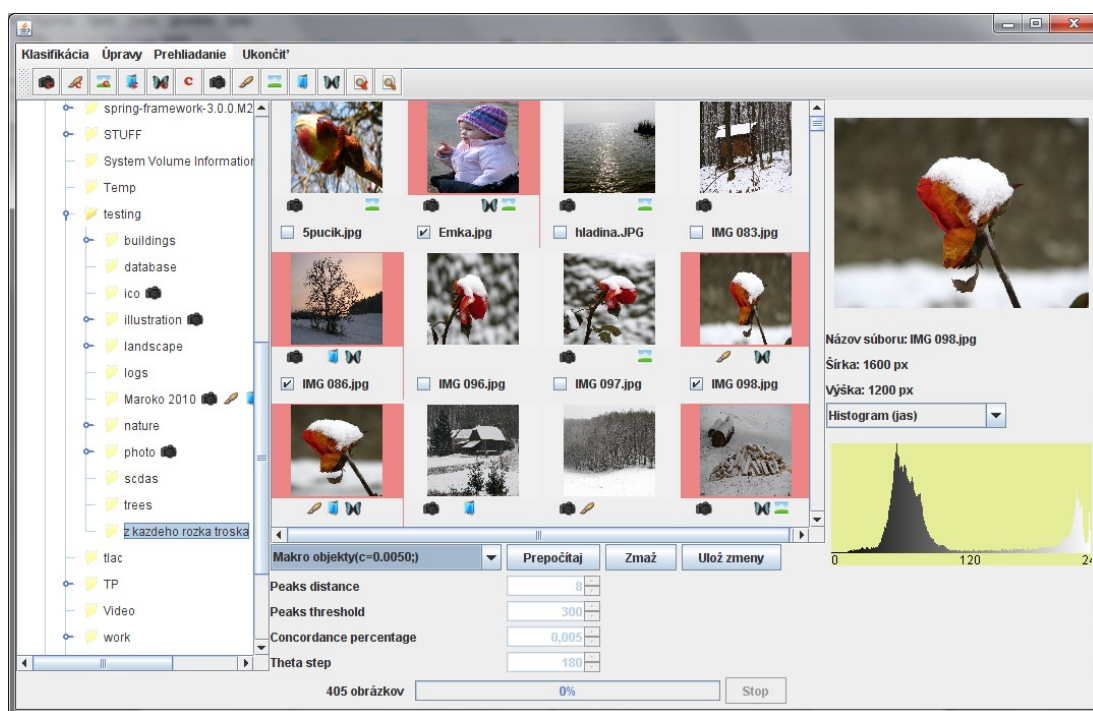 Klasifikácia Úpravy Prehliadanie Ukončiť
C
spring-framework-3.0.0.M2
STUFF
System Volume Information
Temp
testing
buildings
database
ico
illustration
landscape
logs
Maroko 2010
nature
photo
scdas
trees
z kazdeho rozka troska
tlac
TP
Video
work
5pucik.jpg Emka.jpg hladina.JPG IMG 083.jpg
IMG 086.jpg IMG 096.jpg IMG 097.jpg IMG 098.jpg
Názov súboru: IMG 098.jpg
Šírka: 1600 px
Výška: 1200 px
Histogram (jas)
0 120 24
Makro objekty(c=0.0050;) Prepočítaj Zmaž Ulož zmeny
Peaks distance 8
Peaks threshold 300
Concordance percentage 0,005
Theta step 180
405 obrázkov 0% Stop